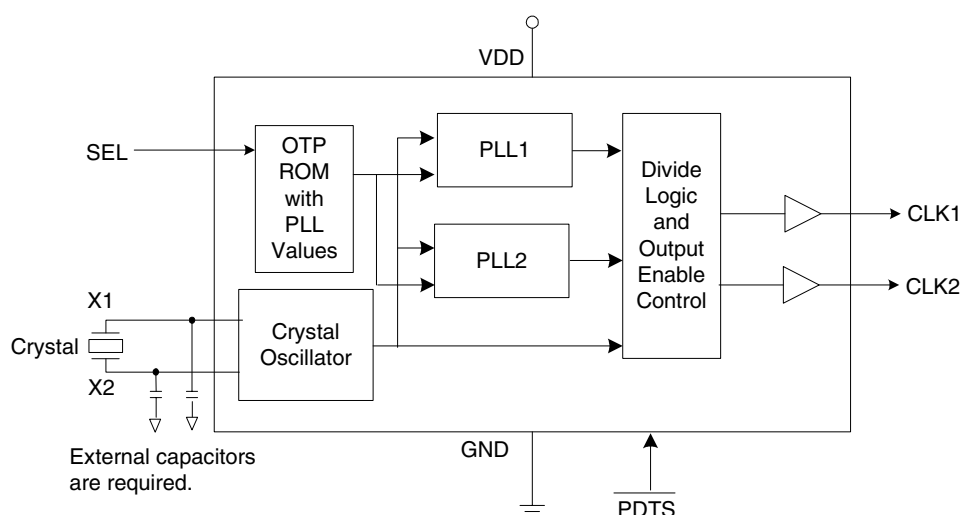 VDD
SEL
OTP
ROM
with
PLL
Values
PLL1
PLL2
Divide
Logic
and
Output
Enable
Control
CLK1
CLK2
X1
Crystal
X2
Crystal
Oscillator
External capacitors
are required.
GND
PDTS